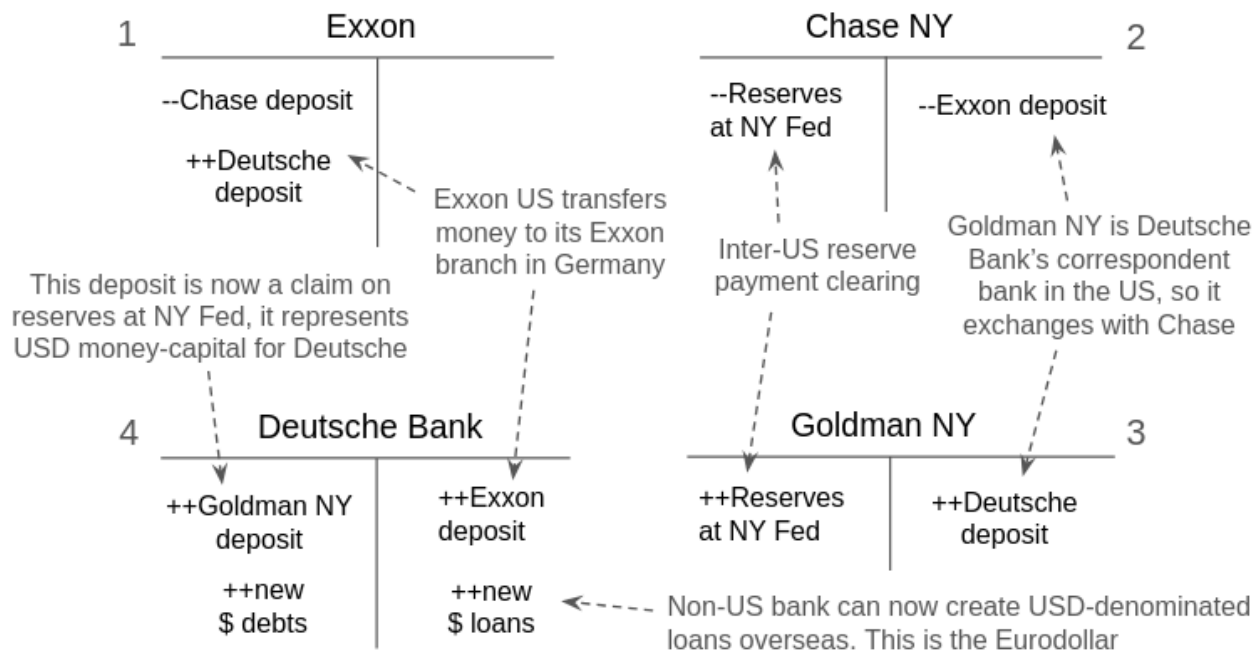 1
Exxon
--Chase deposit
++Deutsche
deposit
Exxon US transfers
money to its Exxon
branch in Germany
This deposit is now a claim on
reserves at NY Fed, it represents
USD money-capital for Deutsche
Chase NY
2
--Reserves
at NY Fed
--Exxon deposit
Inter-US reserve
payment clearing
Goldman NY is Deutsche
Bank's correspondent
bank in the US, so it
exchanges with Chase
4
Deutsche Bank
++Goldman NY
deposit
++new
$ debts
++Exxon
deposit
++new
$ loans
Goldman NY
3
++Reserves
at NY Fed
++Deutsche
deposit
Non-US bank can now create USD-denominated
loans overseas. This is the Eurodollar